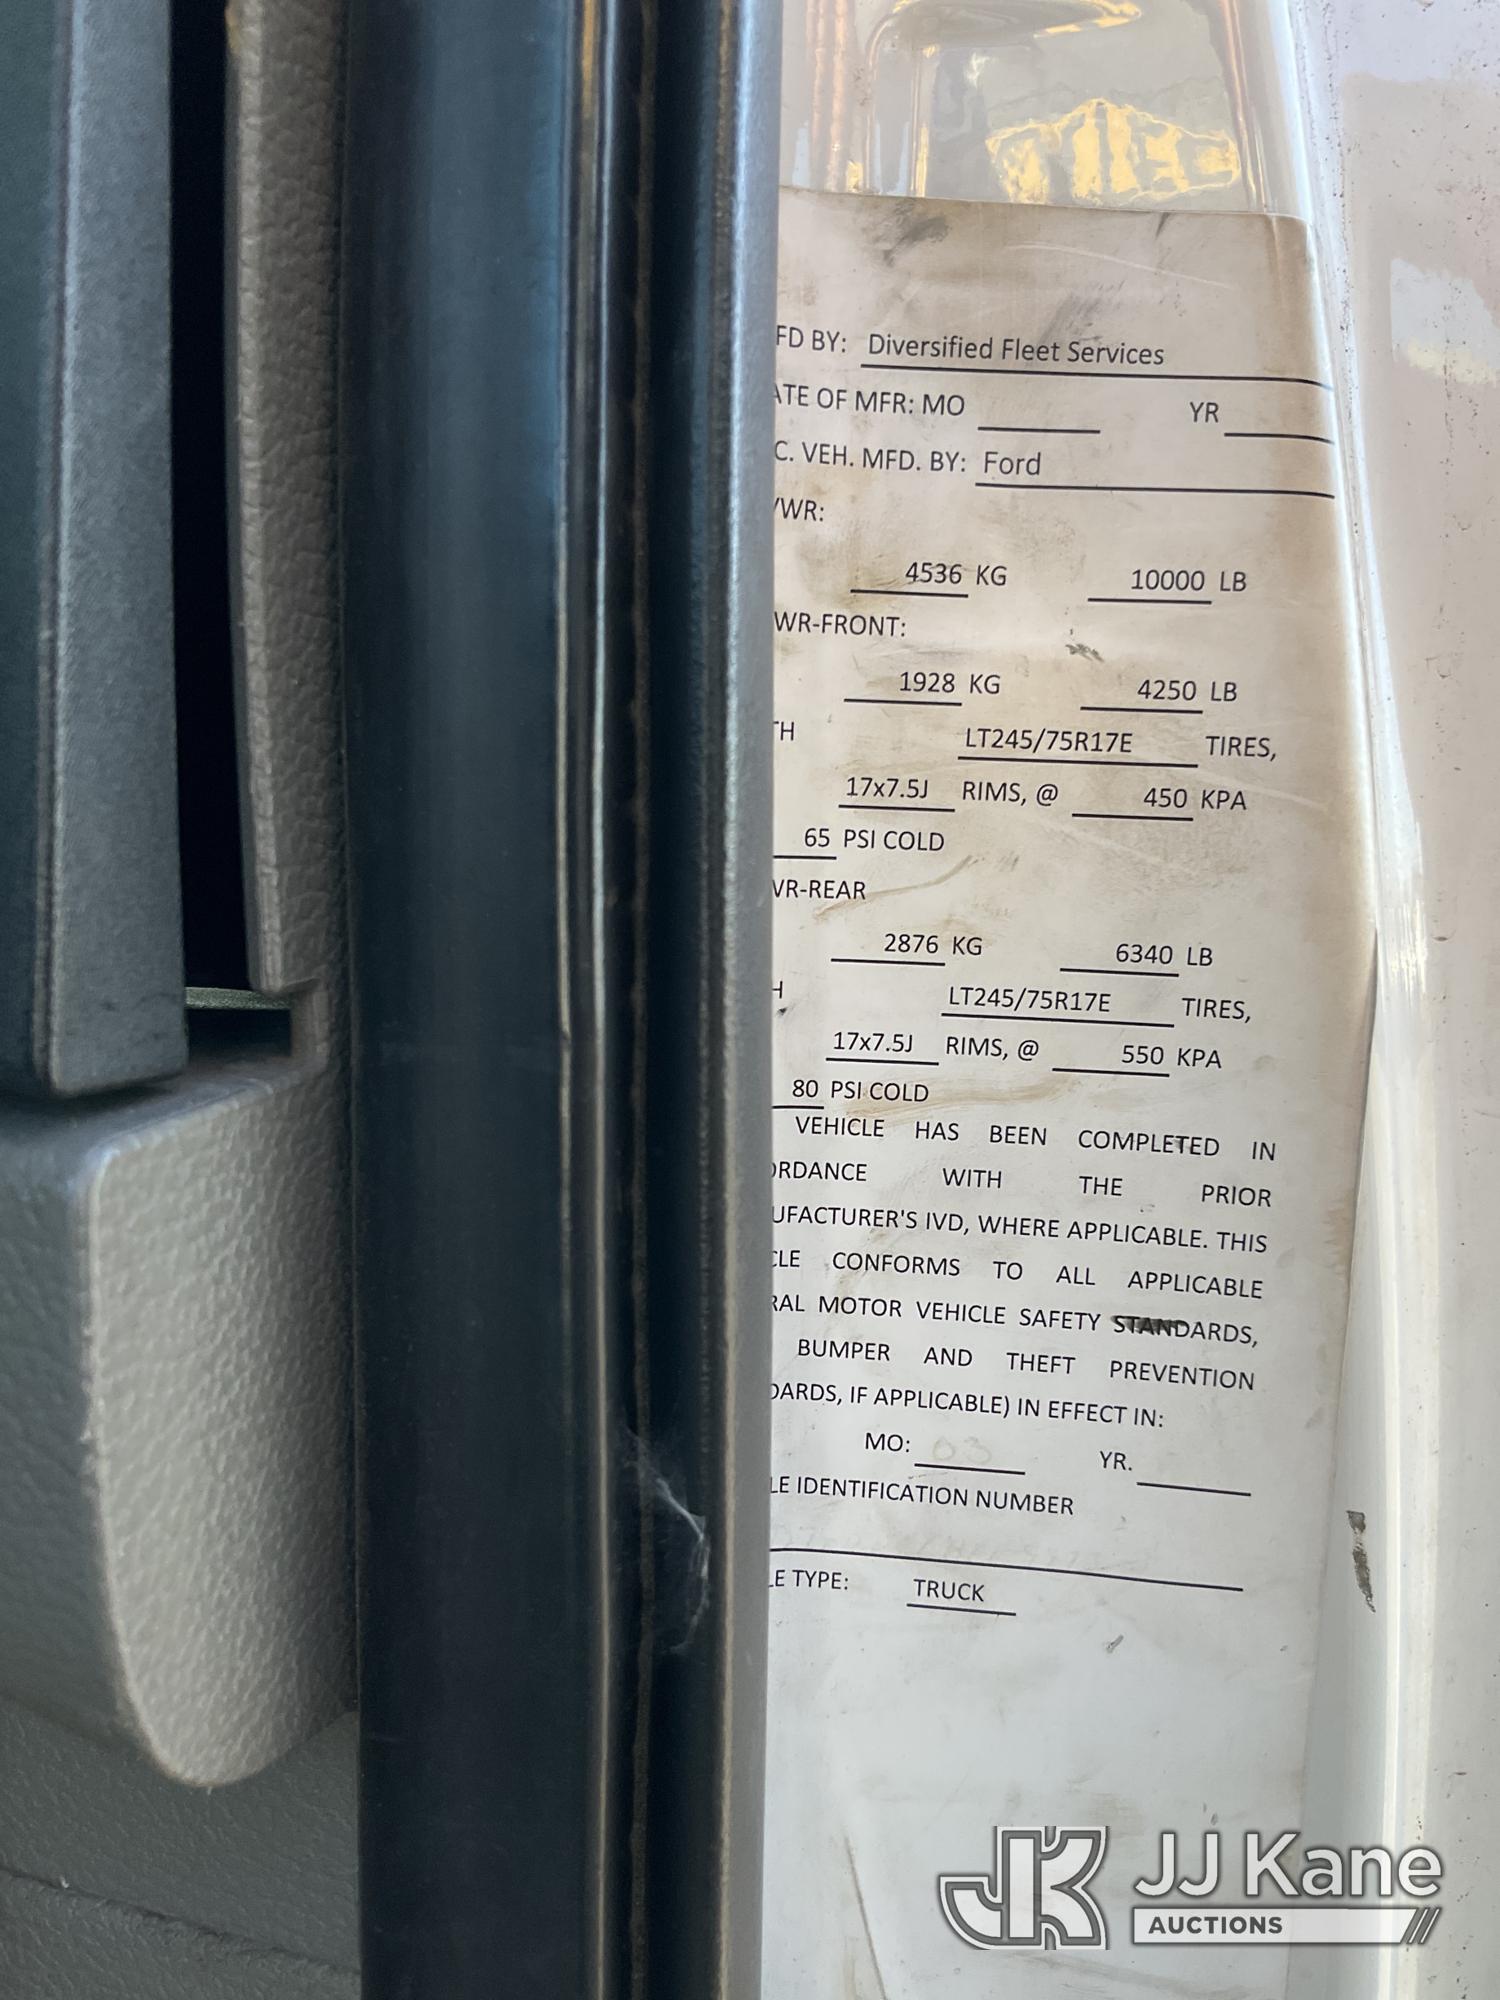 FD BY: Diversified Fleet Services
ATE OF MFR: MO YR
C. VEH. MFD. BY: Ford
VWR:
4536 KG 10000 LB
WR-FRONT:
1928 KG 4250 LB
TH LT245/75R17E TIRES,
17x7.5J RIMS, @ 450 KPA
65 PSI COLD
WR-REAR
2876 KG 6340 LB
H LT245/75R17E TIRES,
17x7.5J RIMS, @ 550 KPA
80 PSI COLD
VEHICLE HAS BEEN COMPLETED IN
ORDANCE WITH THE PRIOR
UFACTURER'S IVD, WHERE APPLICABLE. THIS
CLE CONFORMS TO ALL APPLICABLE
RAL MOTOR VEHICLE SAFETY STANDARDS,
BUMPER AND THEFT PREVENTION
DARDS, IF APPLICABLE) IN EFFECT IN:
MO: 03 YR.
LE IDENTIFICATION NUMBER
LE TYPE: TRUCK
JK JJ Kane
AUCTIONS